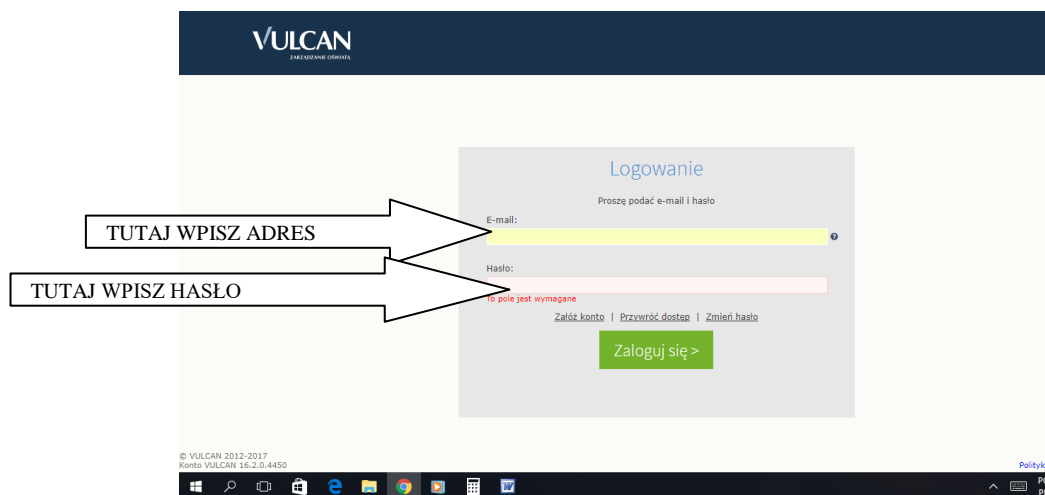 VULCAN
ZARZĄDZANIE OŚWIATĄ
Logowanie
Proszę podać e-mail i hasło
E-mail:
TUTAJ WPISZ ADRES
Hasło:
TUTAJ WPISZ HASŁO
To pole jest wymagane
Załóż konto | Przywróć dostęp | Zmień hasło
Zaloguj się >
© VULCAN 2012-2017
Konto VULCAN 16.2.0.4450
Polityk